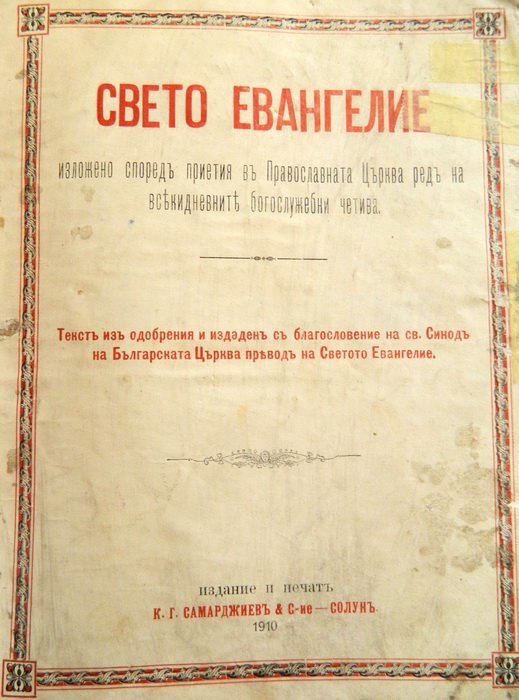 СВЕТО ЕВАНГЕЛИЕ
изложено споредъ приетия въ Православната Църква редъ на
всѣкидневнитѣ богослужебни четива.
Текстъ изъ одобрения и издаденъ съ благословение на св. Синодъ
на Българската Църква прѣводъ на Светото Евангелие.
издание и печатъ
К. Г. САМАРДЖИЕВЪ & С-ие — СОЛУНЪ
1910